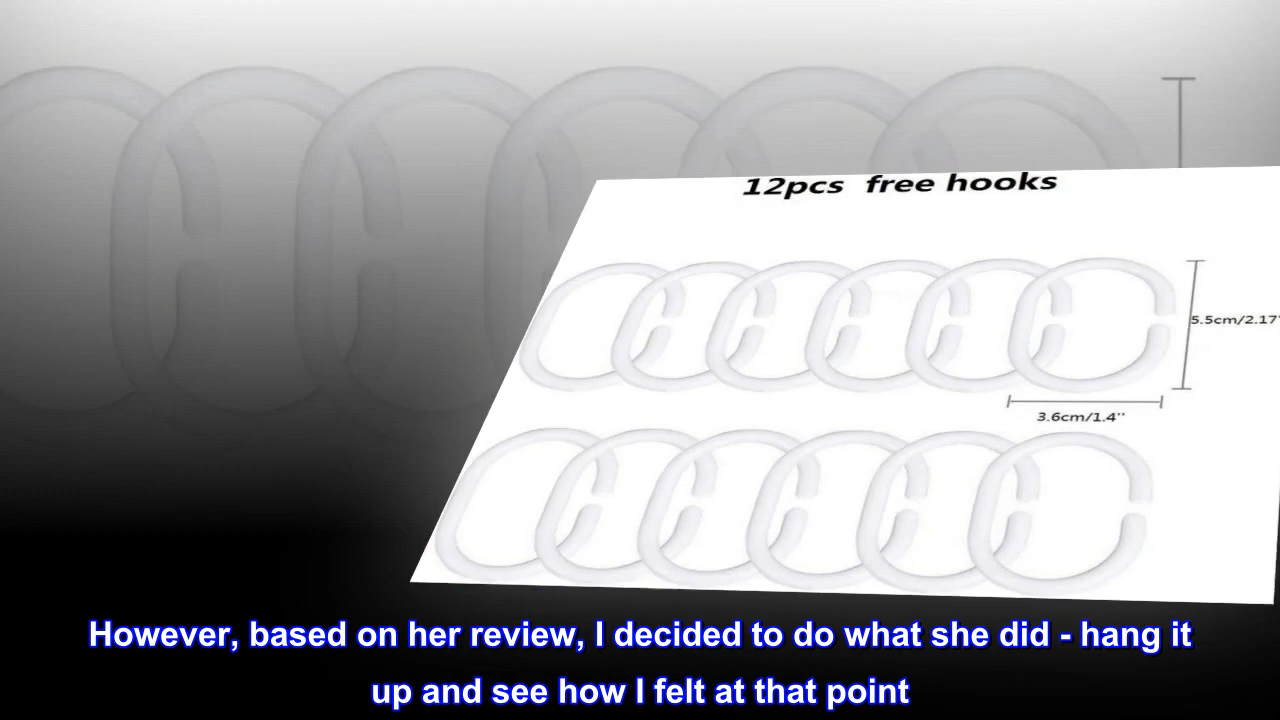 12pcs free hooks
5.5cm/2.17"
3.6cm/1.4''
However, based on her review, I decided to do what she did - hang it
up and see how I felt at that point